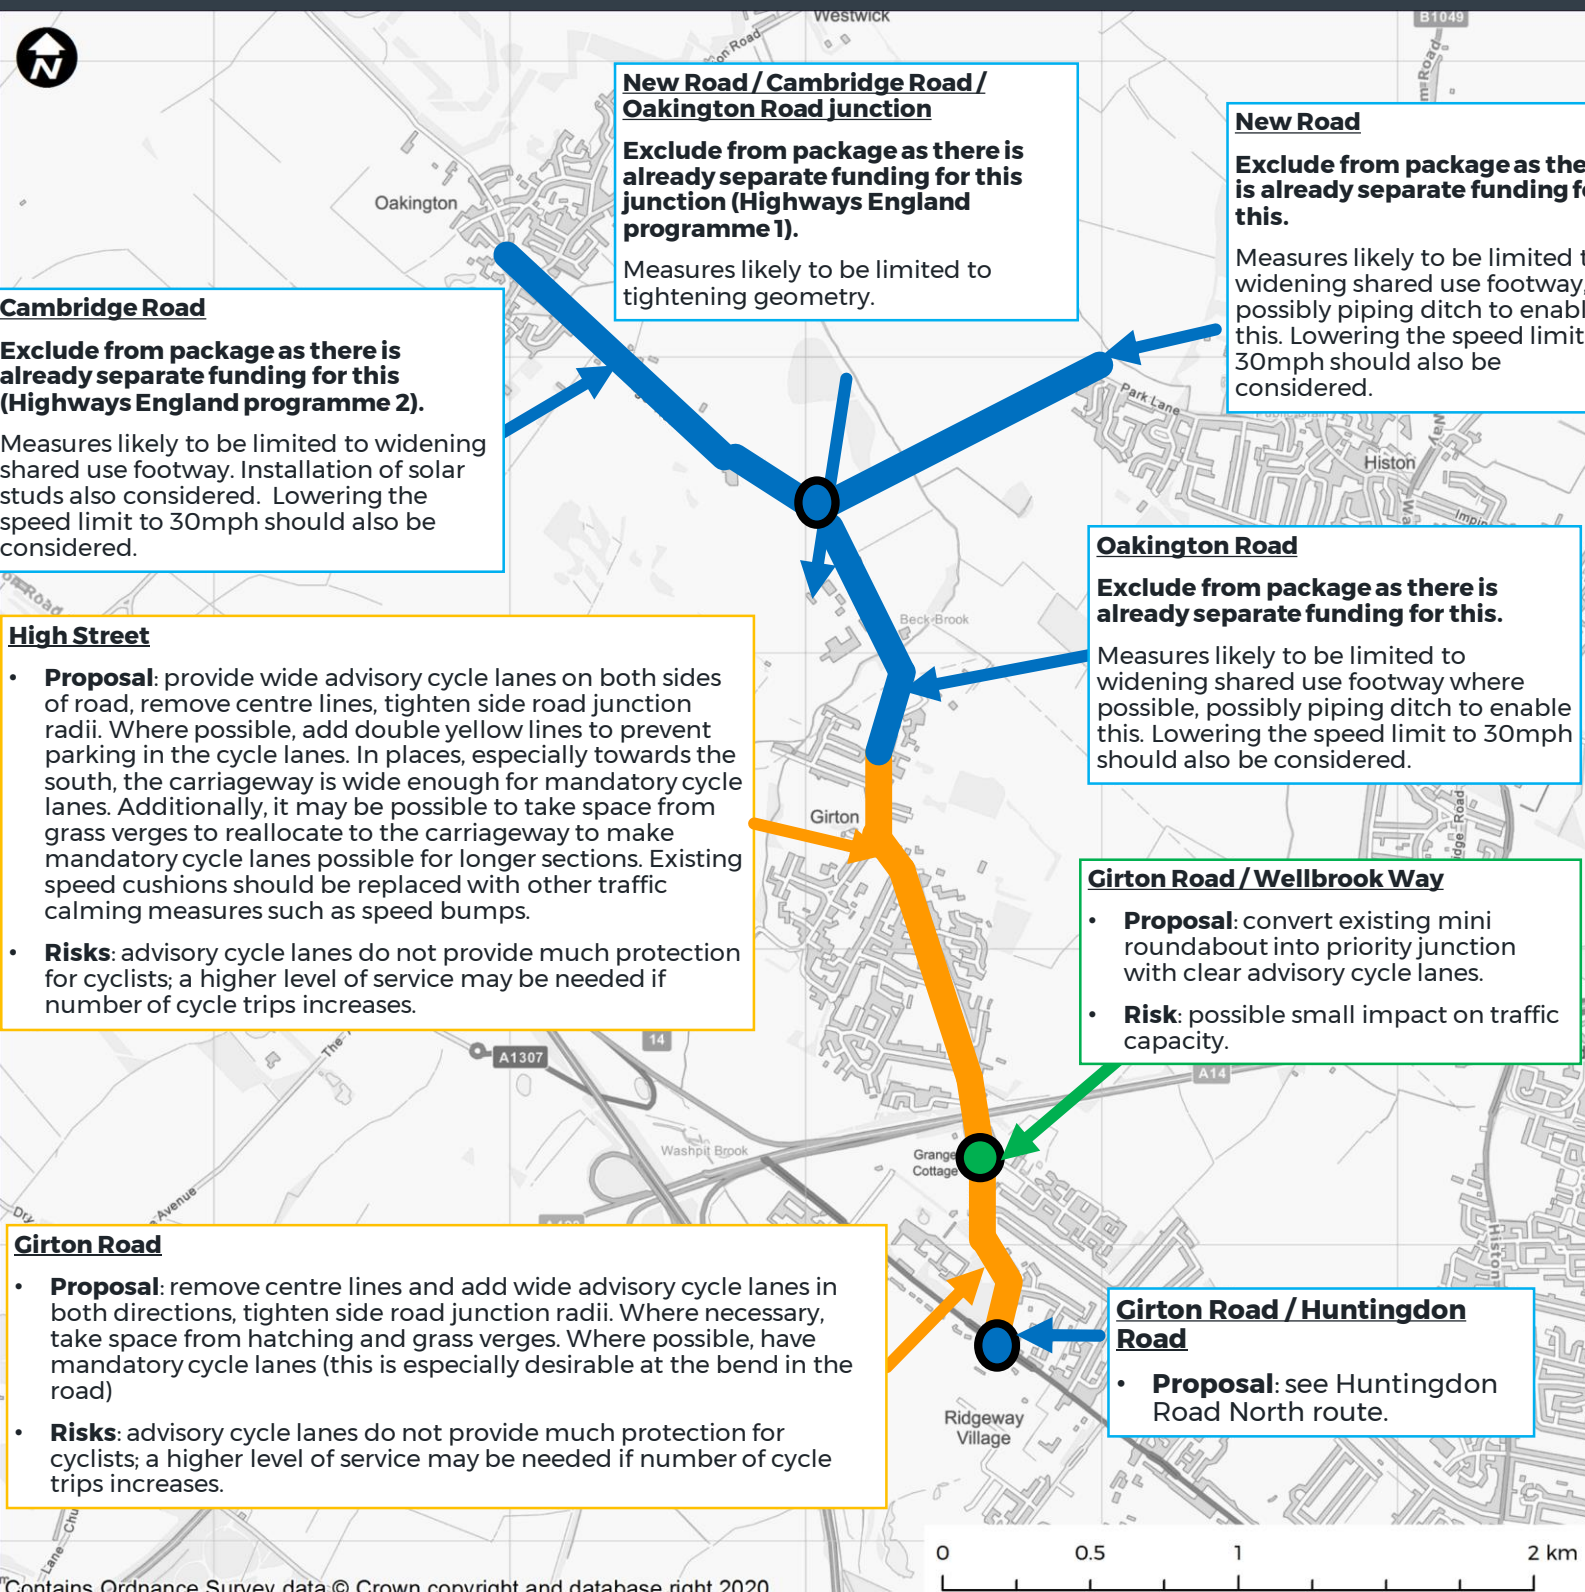 N
Westwick
on Road
B1049
m-Road
New Road / Cambridge Road /
Oakington Road junction
Exclude from package as there is
already separate funding for this
junction (Highways England
programme 1).
Measures likely to be limited to
tightening geometry.
New Road
Exclude from package as the
is already separate funding f
this.
Measures likely to be limited t
widening shared use footway,
possibly piping ditch to enabl
this. Lowering the speed limit
30mph should also be
considered.
Oakington
Cambridge Road
Exclude from package as there is
already separate funding for this
(Highways England programme 2).
Measures likely to be limited to widening
shared use footway. Installation of solar
studs also considered. Lowering the
speed limit to 30mph should also be
considered.
Park Lane
Way
Histon
Wa
Impin
on Road
Oakington Road
Exclude from package as there is
already separate funding for this.
Measures likely to be limited to
widening shared use footway where
possible, possibly piping ditch to enable
this. Lowering the speed limit to 30mph
should also be considered.
Beck Brook
High Street
• Proposal: provide wide advisory cycle lanes on both sides
of road, remove centre lines, tighten side road junction
radii. Where possible, add double yellow lines to prevent
parking in the cycle lanes. In places, especially towards the
south, the carriageway is wide enough for mandatory cycle
lanes. Additionally, it may be possible to take space from
grass verges to reallocate to the carriageway to make
mandatory cycle lanes possible for longer sections. Existing
speed cushions should be replaced with other traffic
calming measures such as speed bumps.
• Risks: advisory cycle lanes do not provide much protection
for cyclists; a higher level of service may be needed if
number of cycle trips increases.
Girton
idge-Road
Girton Road / Wellbrook Way
• Proposal: convert existing mini
roundabout into priority junction
with clear advisory cycle lanes.
• Risk: possible small impact on traffic
capacity.
The
A1307
14
A14
Washpit Brook
Grange
Cottage
Dry
Avenue
Histon
Girton Road
• Proposal: remove centre lines and add wide advisory cycle lanes in
both directions, tighten side road junction radii. Where necessary,
take space from hatching and grass verges. Where possible, have
mandatory cycle lanes (this is especially desirable at the bend in the
road)
• Risks: advisory cycle lanes do not provide much protection for
cyclists; a higher level of service may be needed if number of cycle
trips increases.
Girton Road / Huntingdon
Road
• Proposal: see Huntingdon
Road North route.
Ridgeway
Village
Lane
Chu
0 0.5 1 2 km
Contains Ordnance Survey data © Crown copyright and database right 2020